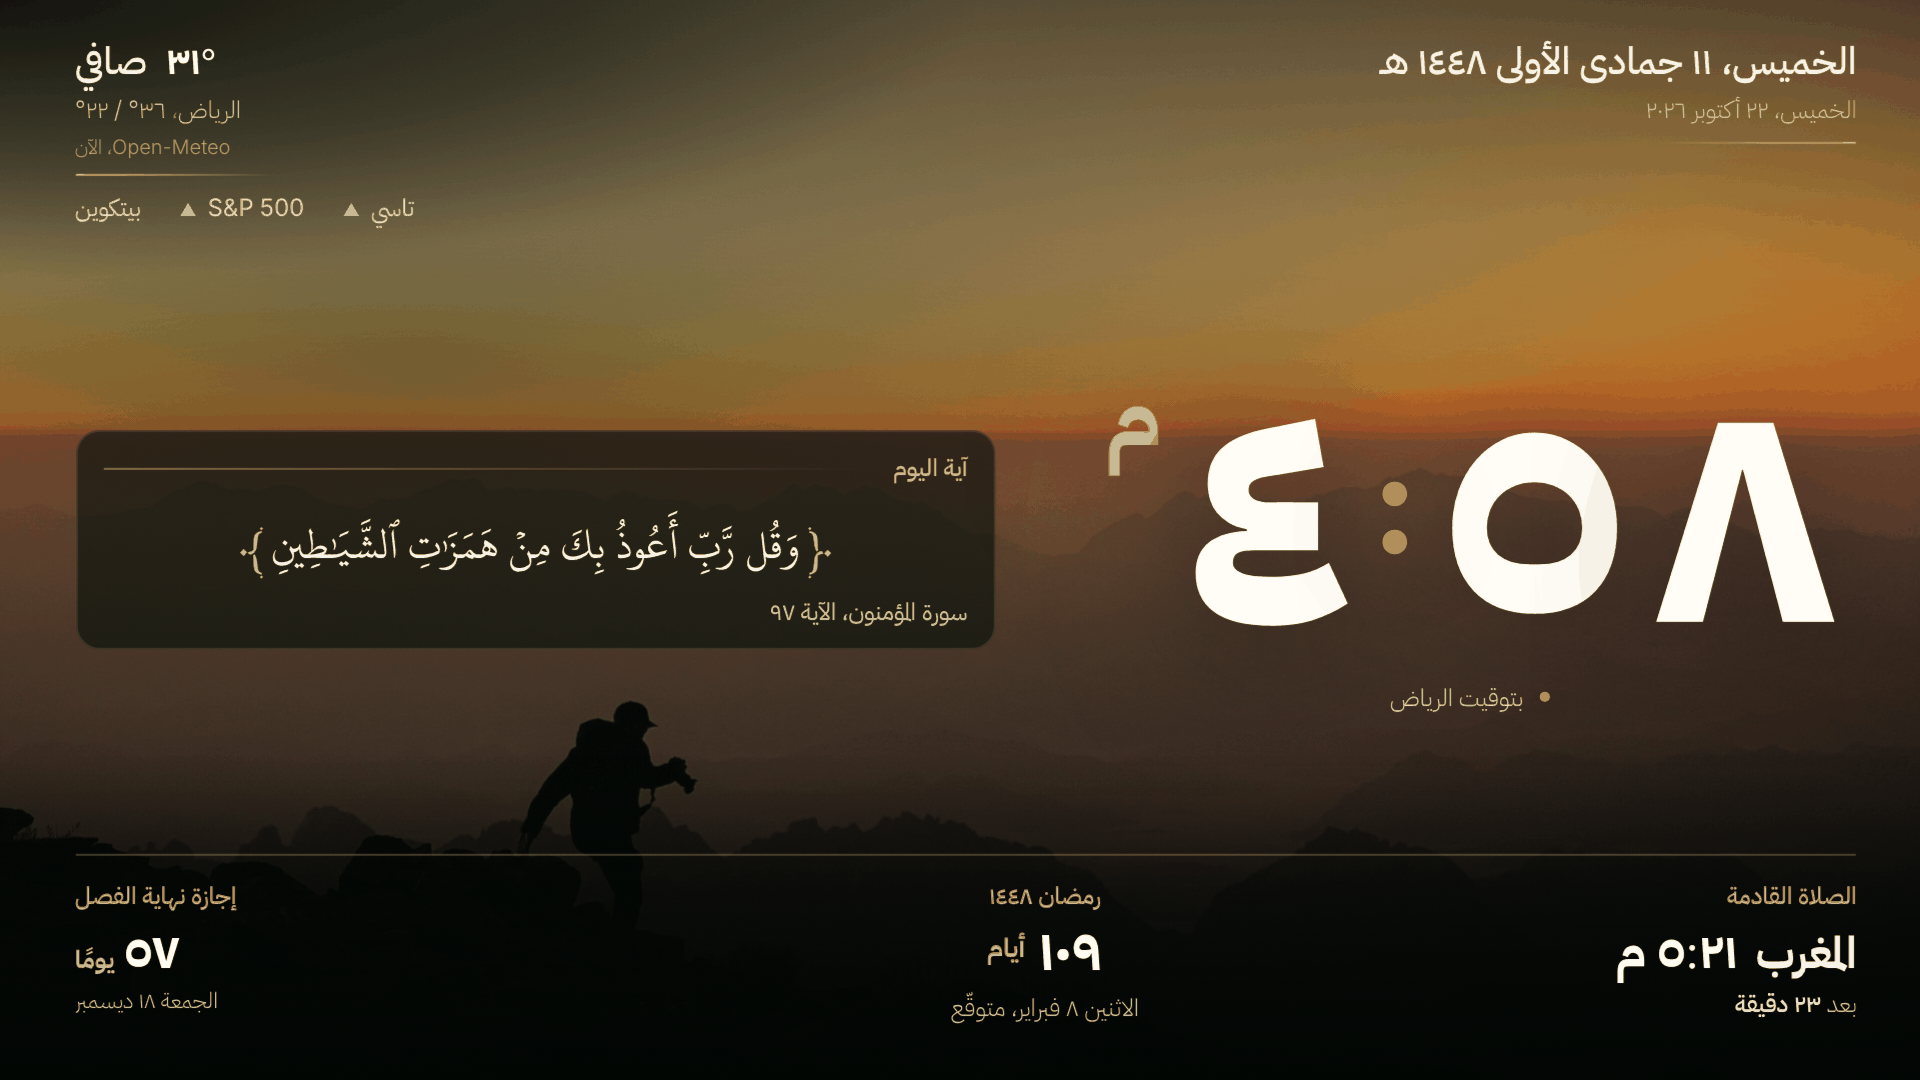 الخميس، ١١ جمادى الأولى ١٤٤٨ هـ
الخميس، ٢٢ أكتوبر ٢٠٢٦
٣١° صافي
الرياض، ٣٦° / ٢٢°
Open-Meteo، الآن
تاسي ▲ S&P 500 ▲ بيتكوين
٤:٥٨ م
بتوقيت الرياض
آية اليوم
﴿وَقُل رَّبِّ أَعُوذُ بِكَ مِنْ هَمَزَٰتِ ٱلشَّيَـٰطِينِ﴾
سورة المؤمنون، الآية ٩٧
الصلاة القادمة
المغرب ٥:٢١ م
بعد ٢٣ دقيقة
رمضان ١٤٤٨
١٠٩ أيام
الاثنين ٨ فبراير، متوقّع
إجازة نهاية الفصل
٥٧ يومًا
الجمعة ١٨ ديسمبر